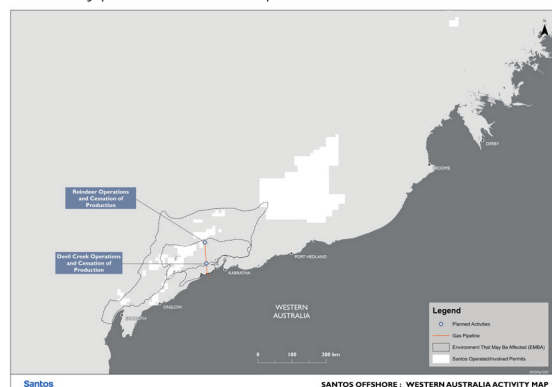 N
DERBY
BROOME
Reindeer Operations
and Cessation of
Production
Devil Creek Operations
and Cessation of
Production
PORT HEDLAND
KARRATHA
ONSLOW
EXMOUTH
WESTERN
AUSTRALIA
Legend
Planned Activities
Gas Pipeline
Environment That May Be Affected (EMBA)
Santos Operated/Involved Permits
0 100 200 km
Santos
SANTOS OFFSHORE : WESTERN AUSTRALIA ACTIVITY MAP